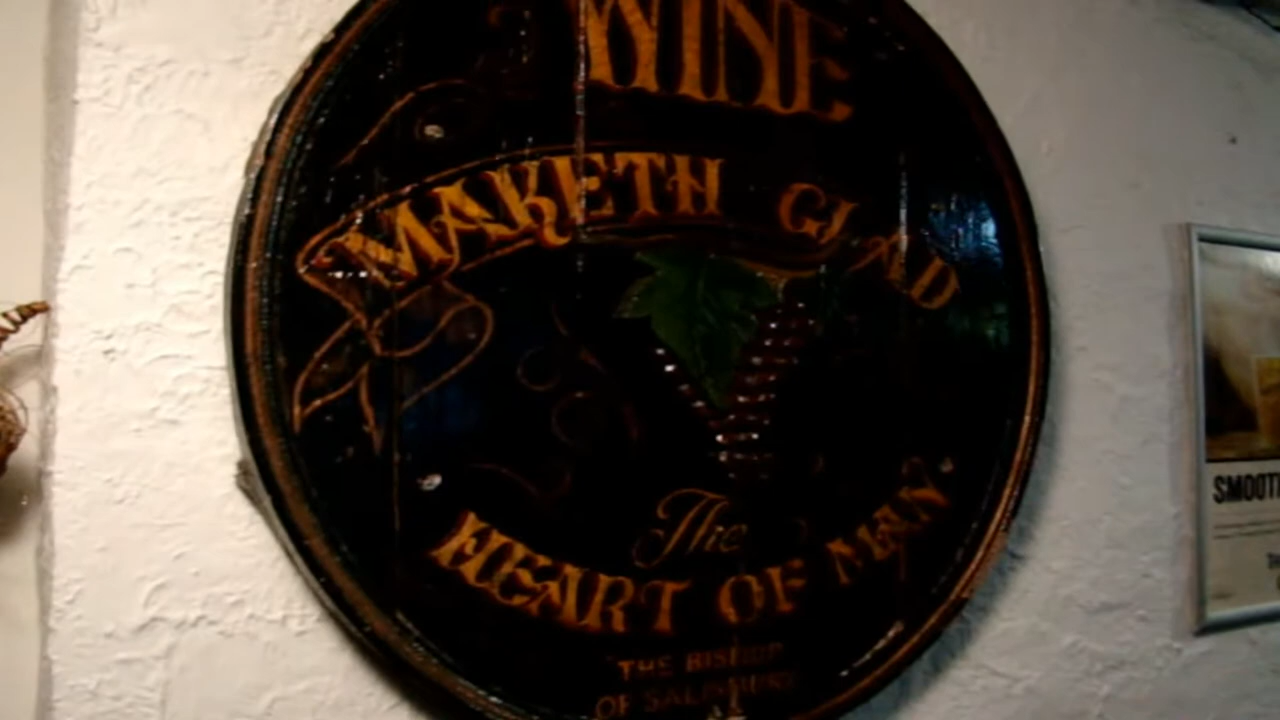 WINE
MAKETH GLAD
The
HEART OF MAN
THE BISHOP
OF SALISBURY